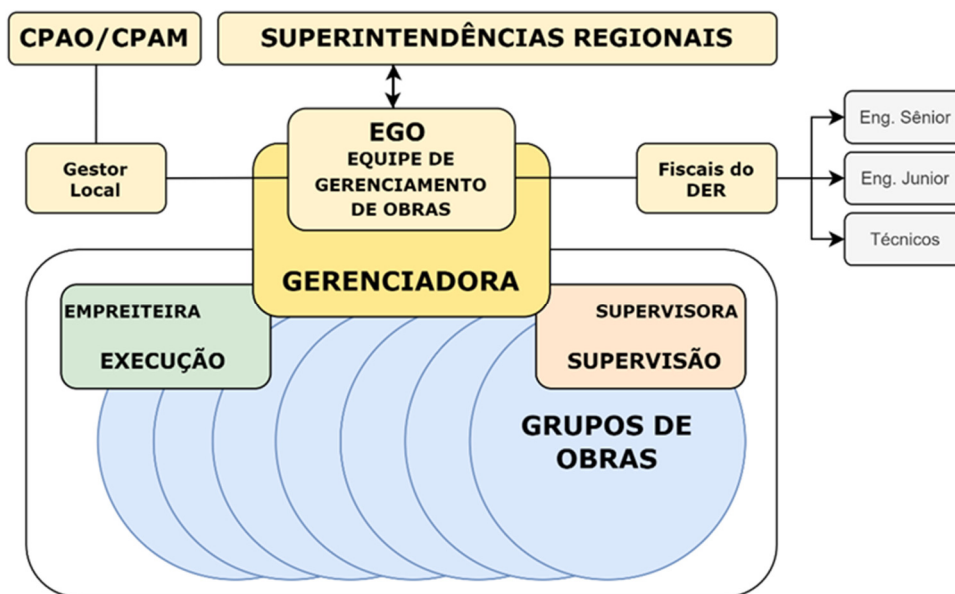 CPAO/CPAM
SUPERINTENDÊNCIAS REGIONAIS
EGO
EQUIPE DE
GERENCIAMENTO
DE OBRAS
Gestor
Local
Fiscais do
DER
Eng. Sênior
Eng. Junior
Técnicos
GERENCIADORA
EMPREITEIRA
EXECUÇÃO
SUPERVISORA
SUPERVISÃO
GRUPOS DE
OBRAS